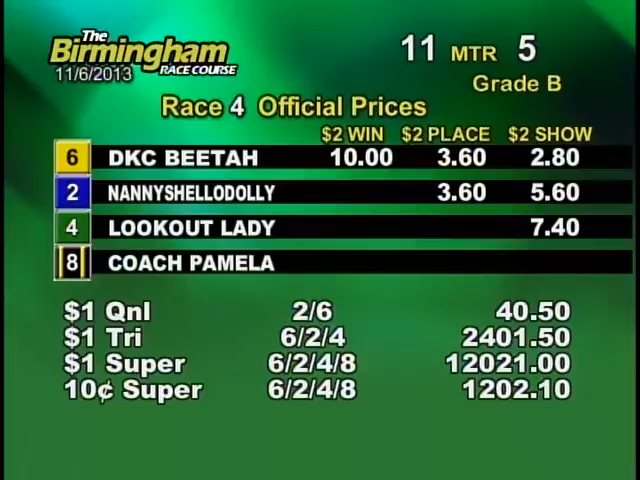 The
Birmingham
RACE COURSE
11/6/2013
11 MTR 5
Grade B
Race 4 Official Prices
$2 WIN $2 PLACE $2 SHOW
6 DKC BEETAH 10.00 3.60 2.80
2 NANNYSHELLODOLLY 3.60 5.60
4 LOOKOUT LADY 7.40
8 COACH PAMELA
$1 Qnl 2/6 40.50
$1 Tri 6/2/4 2401.50
$1 Super 6/2/4/8 12021.00
10¢ Super 6/2/4/8 1202.10